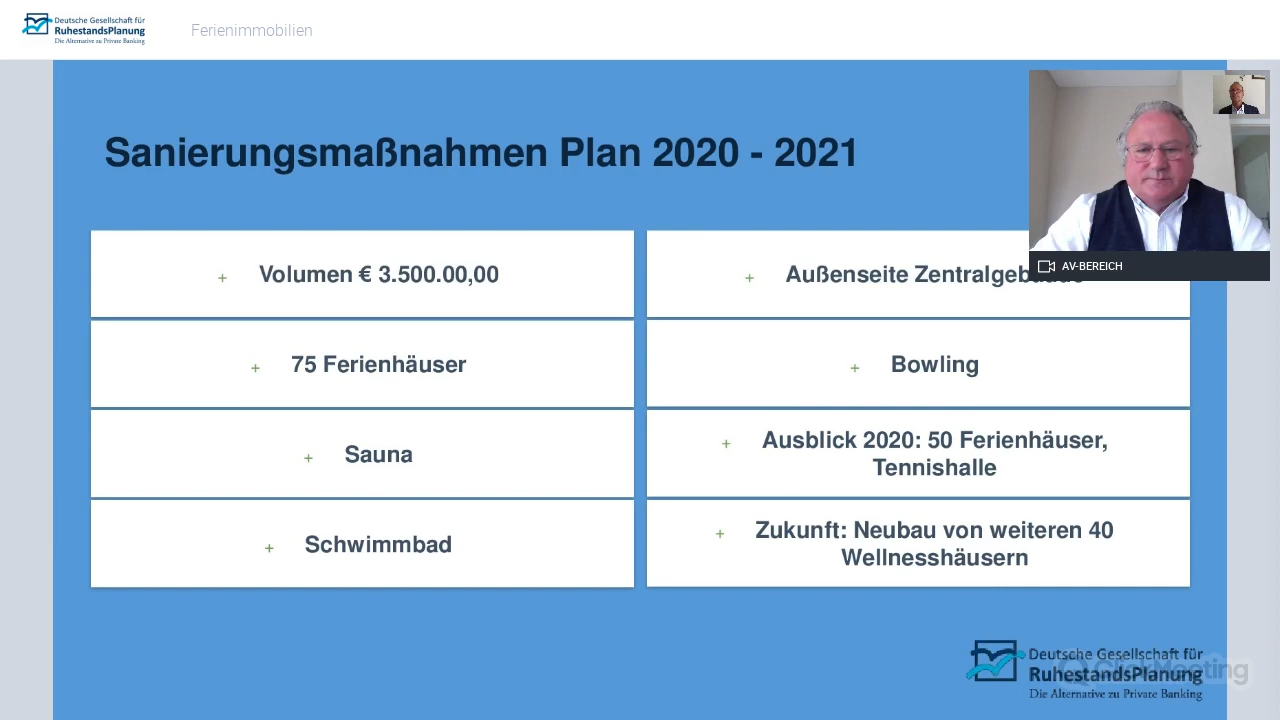 Deutsche Gesellschaft für
RuhestandsPlanung
Die Alternative zu Private Banking
Ferienimmobilien
Sanierungsmaßnahmen Plan 2020 - 2021
+ Volumen € 3.500.00,00
+ 75 Ferienhäuser
+ Sauna
+ Schwimmbad
+ Außenseite
+ Bowling
+ Ausblick 2020: 50 Ferienhäuser,
Tennishalle
+ Zukunft: Neubau von weiteren 40
Wellnesshäusern
AV-BEREICH
Deutsche Gesellschaft für
RuhestandsPlanung
Die Alternative zu Private Banking
ClickMeeting